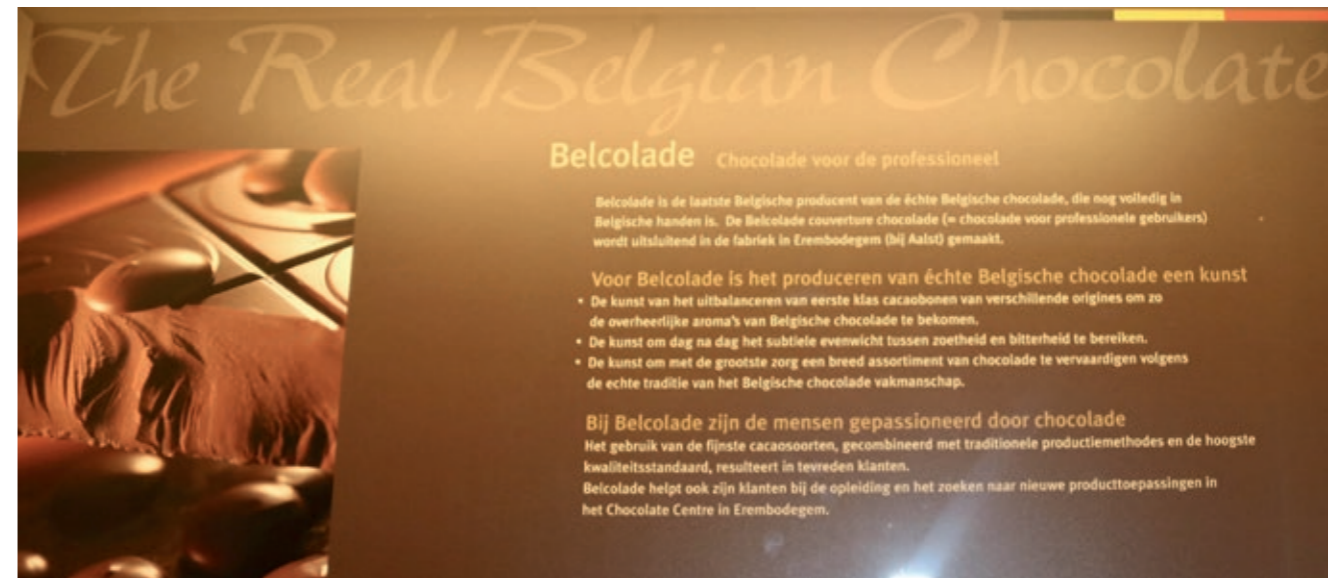 The Real Belgian Chocolate
Belcolade Chocolade voor de professioneel
Belcolade is de laatste Belgische producent van de échte Belgische chocolade, die nog volledig in
Belgische handen is. De Belcolade couverture chocolade (= chocolade voor professionele gebruikers)
wordt uitsluitend in de fabriek in Erembodegem (bij Aalst) gemaakt.
Voor Belcolade is het produceren van échte Belgische chocolade een kunst
• De kunst van het uitbalanceren van eerste klas cacaobonen van verschillende origines om zo
de overheerlijke aroma's van Belgische chocolade te bekomen.
• De kunst om dag na dag het subtiele evenwicht tussen zoetheid en bitterheid te bereiken.
• De kunst om met de grootste zorg een breed assortiment van chocolade te vervaardigen volgens
de echte traditie van het Belgische chocolade vakmanschap.
Bij Belcolade zijn de mensen gepassioneerd door chocolade
Het gebruik van de fijnste cacaosoorten, gecombineerd met traditionele productiemethodes en de hoogste
kwaliteitsstandaard, resulteert in tevreden klanten.
Belcolade helpt ook zijn klanten bij de opleiding en het zoeken naar nieuwe producttoepassingen in
het Chocolate Centre in Erembodegem.